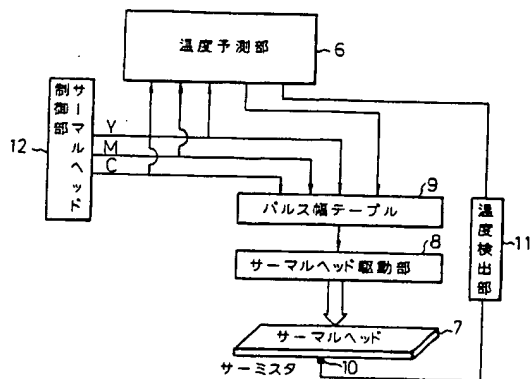 温度予測部
6
サーマルヘッド
制御部
12
Y
M
C
9
パルス幅テーブル
8
サーマルヘッド駆動部
温度検出部
11
サーマルヘッド
7
10
サーミスタ